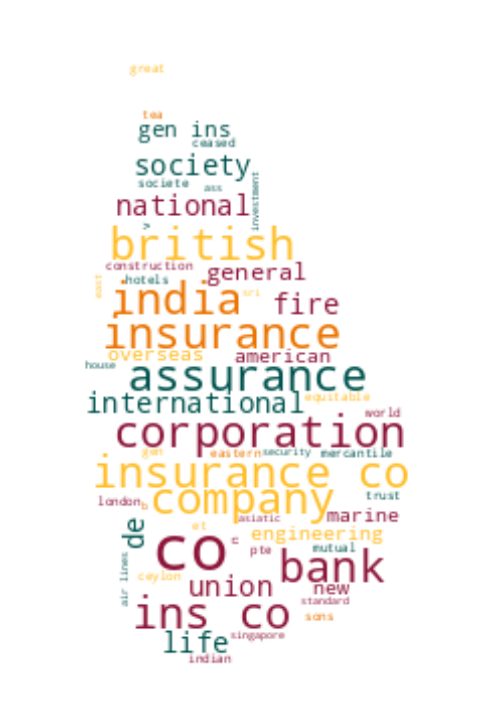 great
tea
gen ins
ceased
society
societe ass
investment
national
>
british
construction general
hotels
east
india sri fire
insurance
overseas american
house
assurance
international equitable
world
corporation
gen eastern security mercantile
insurance co
trust
london b company
asiatic marine
et
de
engineering
co c pte mutual
bank
air lines
ceylon union new
standard
ins co sons
life singapore
indian